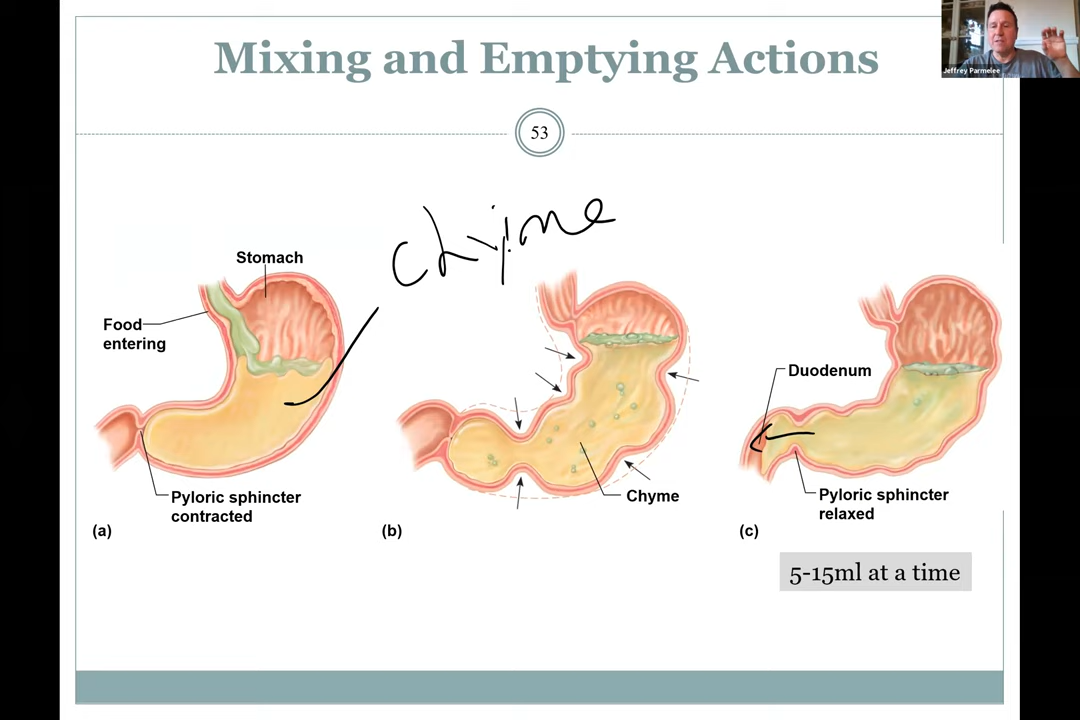 Jeffrey Parmelee
Mixing and Emptying Actions
53
Chyme
Stomach
Food
entering
Pyloric sphincter
contracted
(a)
Chyme
(b)
Duodenum
Pyloric sphincter
relaxed
(c)
5-15ml at a time